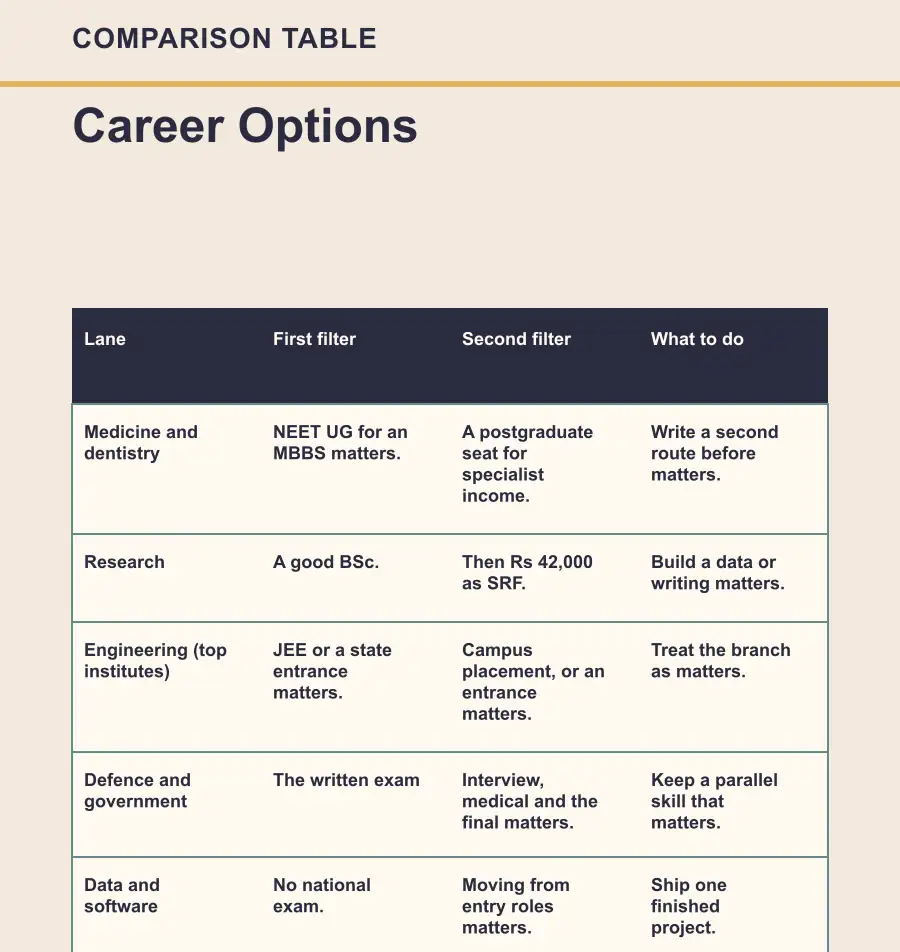 COMPARISON TABLE
Career Options
Lane
First filter
Second filter
What to do
Medicine and
dentistry
NEET UG for an
MBBS matters.
A postgraduate
seat for
specialist
income.
Write a second
route before
matters.
Research
A good BSc.
Then Rs 42,000
as SRF.
Build a data or
writing matters.
Engineering (top
institutes)
JEE or a state
entrance
matters.
Campus
placement, or an
entrance
matters.
Treat the branch
as matters.
Defence and
government
The written exam
Interview,
medical and the
final matters.
Keep a parallel
skill that
matters.
Data and
software
No national
exam.
Moving from
entry roles
matters.
Ship one
finished
project.